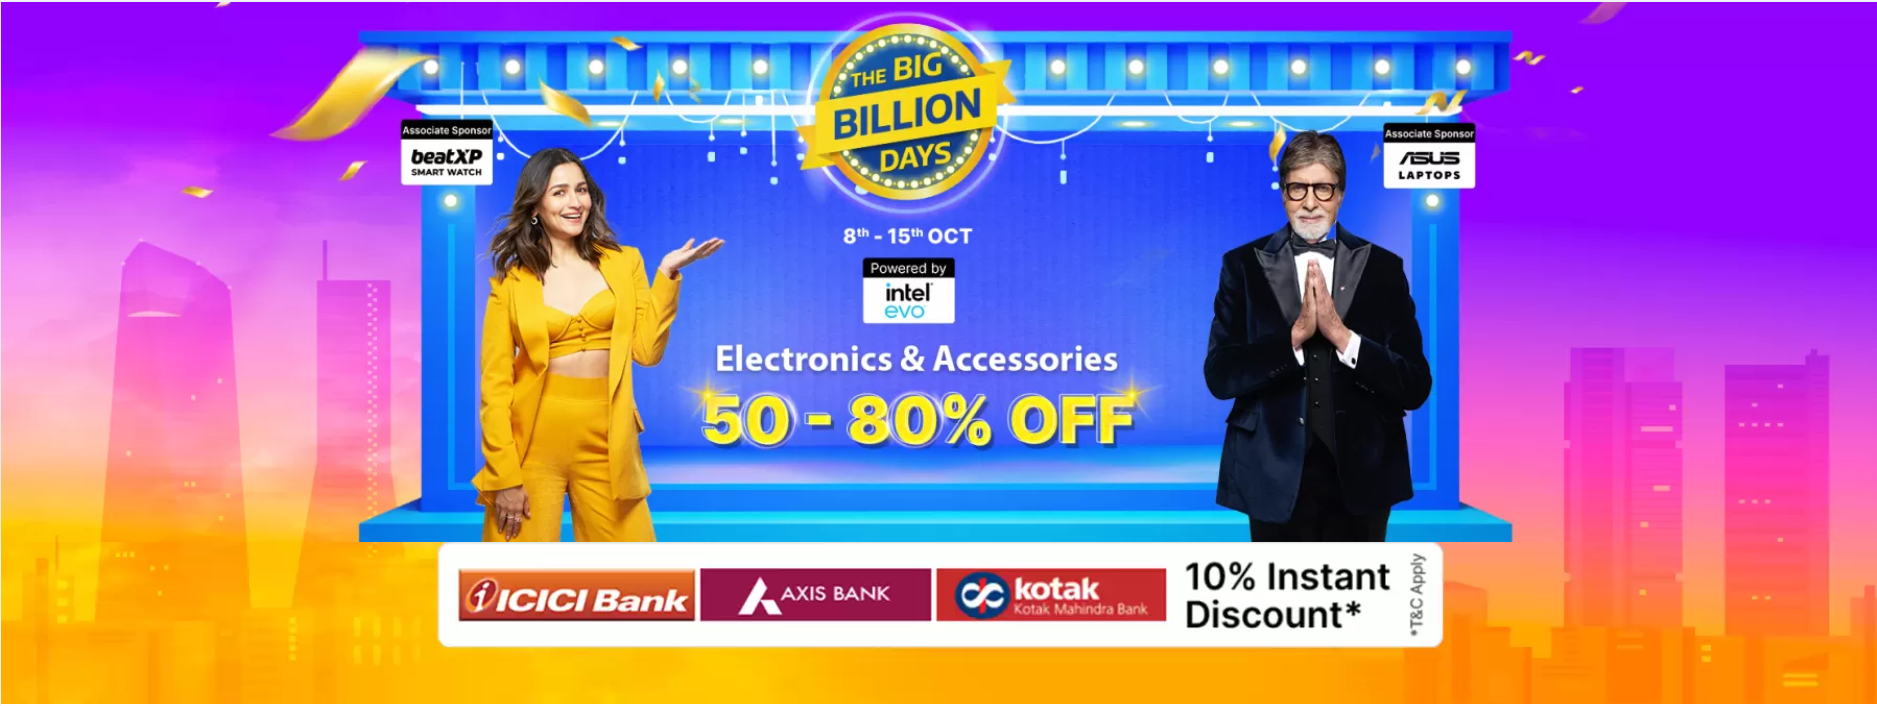 THE BIG
BILLION
DAYS
Associate Sponsor
beatXP
SMART WATCH
Associate Sponsor
ASUS
LAPTOPS
8th - 15th OCT
Powered by
intel
evo
Electronics & Accessories
50 - 80% OFF
i ICICI Bank
AXIS BANK
kotak
Kotak Mahindra Bank
10% Instant
Discount*
*T&C Apply